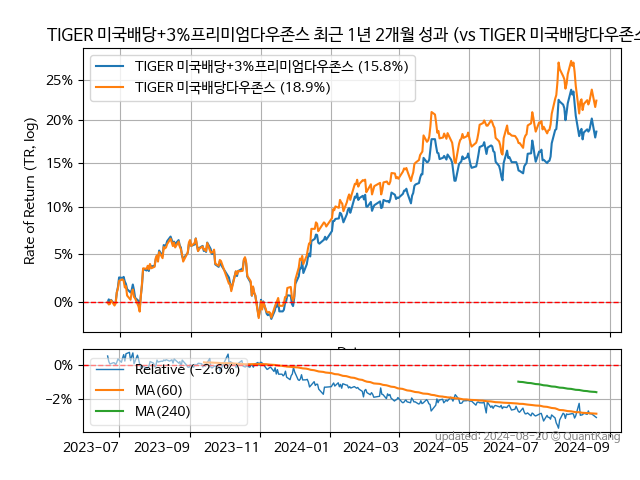 TIGER 미국배당+3%프리미엄다우존스 최근 1년 2개월 성과 (vs TIGER 미국배당다우존스
TIGER 미국배당+3%프리미엄다우존스 (15.8%)
TIGER 미국배당다우존스 (18.9%)
Rate of Return (TR, log)
25%
20%
15%
10%
5%
0%
0%
−2%
Relative (−2.6%)
MA(60)
MA(240)
updated: 2024-08-20 © QuantKang
2023-07
2023-09
2023-11
2024-01
2024-03
2024-05
2024-07
2024-09